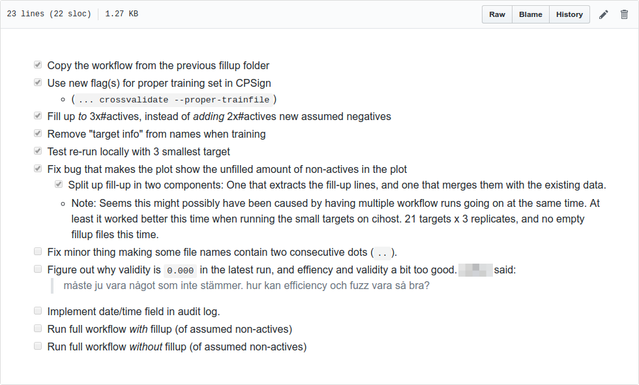 23 lines (22 sloc) 1.27 KB
Raw Blame History
Copy the workflow from the previous fillup folder
Use new flag(s) for proper training set in CPSign
(... crossvalidate --proper-trainfile)
Fill up to 3x#actives, instead of adding 2x#actives new assumed negatives
Remove "target info" from names when training
Test re-run locally with 3 smallest target
Fix bug that makes the plot show the unfilled amount of non-actives in the plot
Split up fill-up in two components: One that extracts the fill-up lines, and one that merges them with the existing data.
Note: Seems this might possibly have been caused by having multiple workflow runs going on at the same time. At
least it worked better this time when running the small targets on cihost. 21 targets x 3 replicates, and no empty
fillup files this time.
Fix minor thing making some file names contain two consecutive dots (..).
Figure out why validity is 0.000 in the latest run, and effiency and validity a bit too good. said:
måste ju vara något som inte stämmer. hur kan efficiency och fuzz vara så bra?
Implement date/time field in audit log.
Run full workflow with fillup (of assumed non-actives)
Run full workflow without fillup (of assumed non-actives)